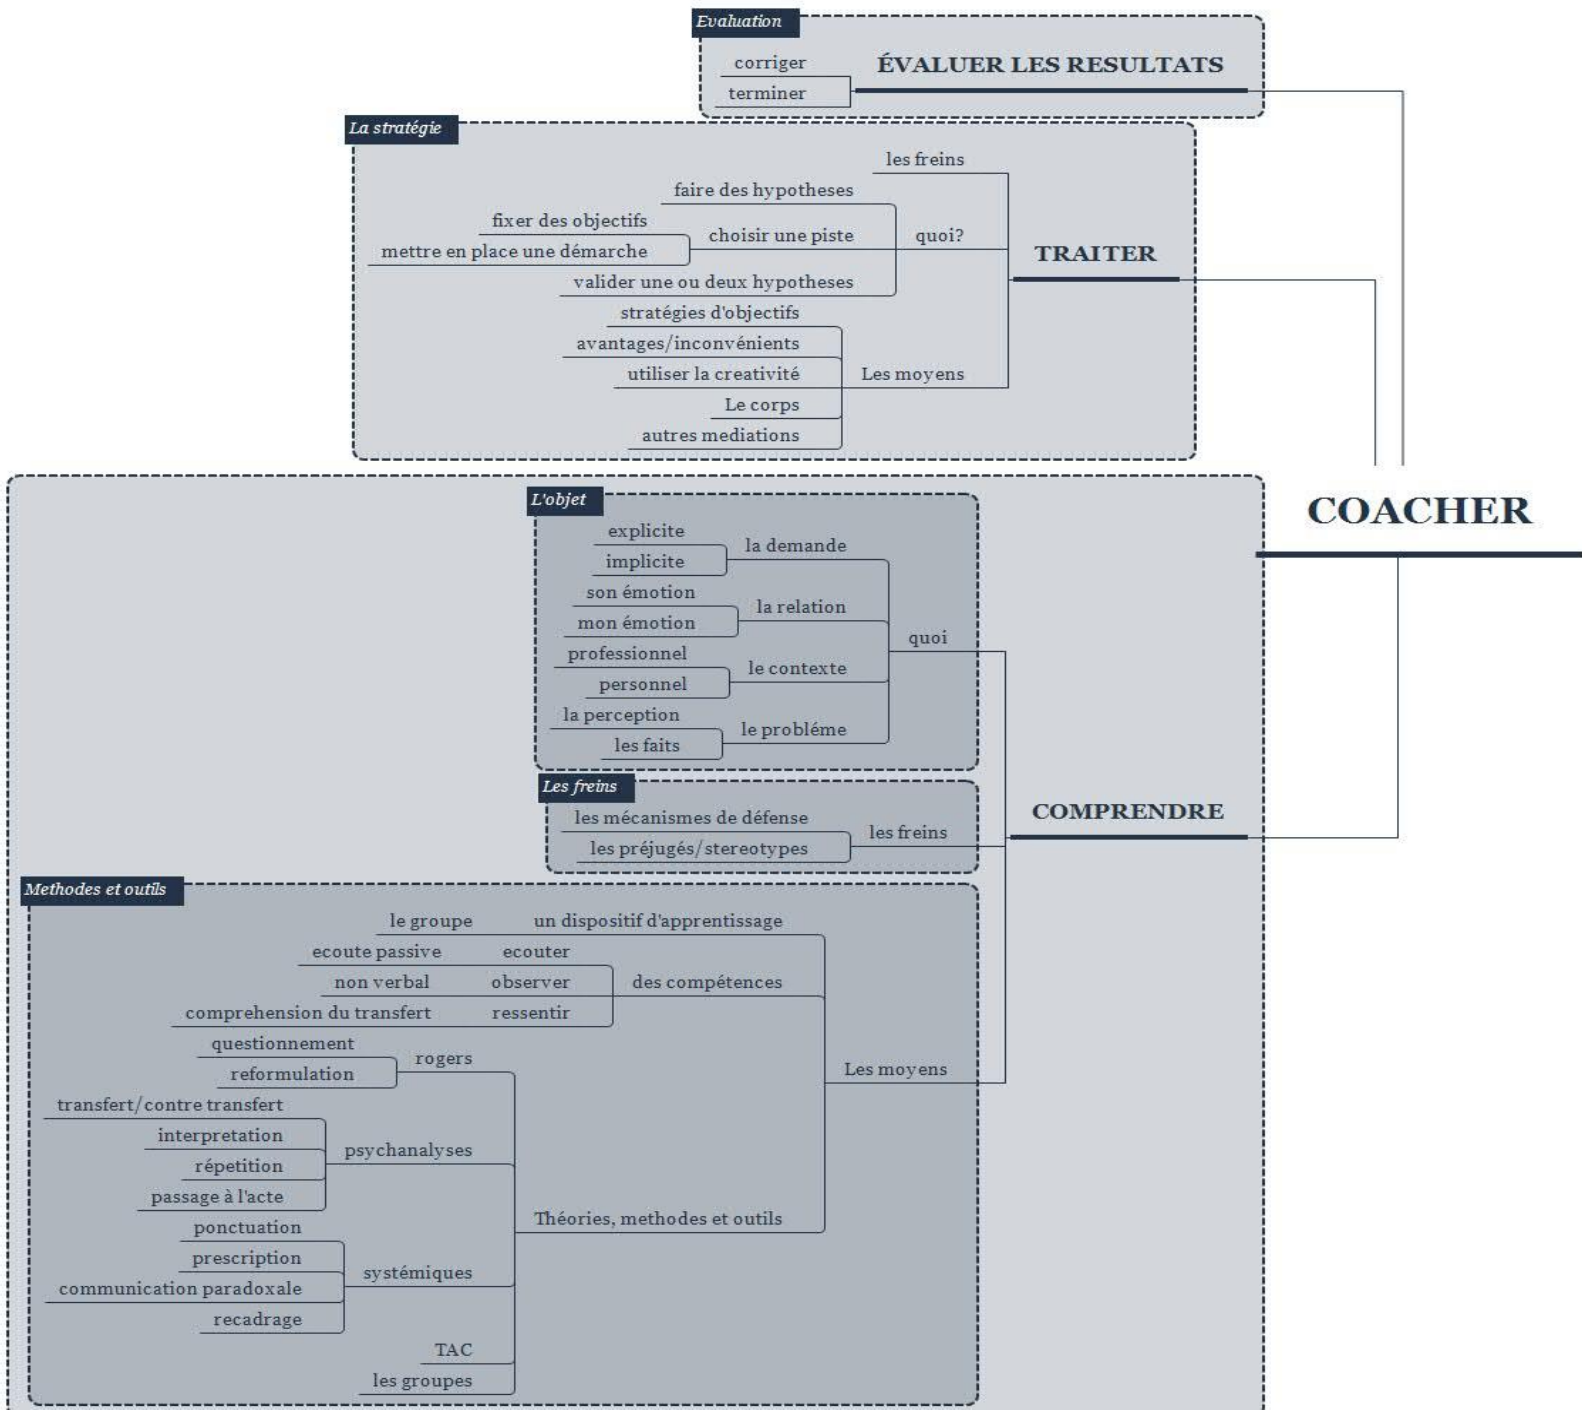 Evaluation
corriger
ÉVALUER LES RESULTATS
terminer
La stratégie
les freins
faire des hypotheses
fixer des objectifs
choisir une piste
quoi?
mettre en place une démarche
TRAITER
valider une ou deux hypotheses
stratégies d'objectifs
avantages/inconvénients
utiliser la creativité
Les moyens
Le corps
autres mediations
COACHER
L'objet
explicite
la demande
implicite
son émotion
la relation
mon émotion
quoi
professionnel
le contexte
personnel
la perception
le probléme
les faits
Les freins
les mécanismes de défense
les freins
les préjugés/stereotypes
COMPRENDRE
Methodes et outils
le groupe
un dispositif d'apprentissage
ecoute passive
ecouter
non verbal
observer
des compétences
comprehension du transfert
ressentir
questionnement
rogers
reformulation
Les moyens
transfert/contre transfert
interpretation
psychanalyses
répetition
passage à l'acte
Théories, methodes et outils
ponctuation
prescription
systémiques
communication paradoxale
recadrage
TAC
les groupes